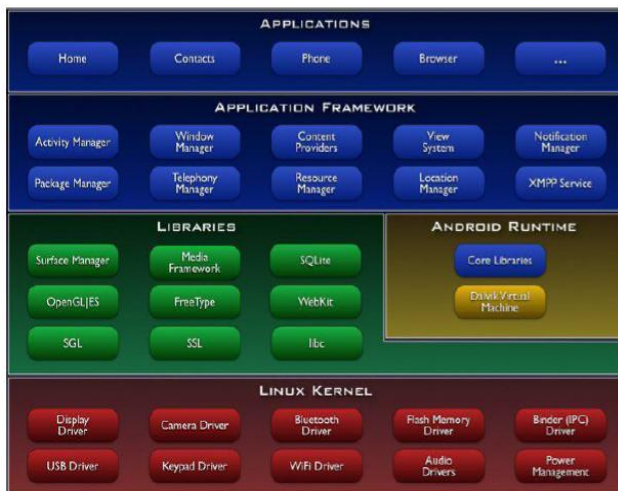 APPLICATIONS
Home
Contacts
Phone
Browser
...
APPLICATION FRAMEWORK
Activity Manager
Window
Manager
Content
Providers
View
System
Notification
Manager
Package Manager
Telephony
Manager
Resource
Manager
Location
Manager
XMPP Service
LIBRARIES
Surface Manager
Media
Framework
SQLite
OpenGL|ES
FreeType
WebKit
SGL
SSL
libc
ANDROID RUNTIME
Core Libraries
Dalvik Virtual
Machine
LINUX KERNEL
Display
Driver
Camera Driver
Bluetooth
Driver
Flash Memory
Driver
Binder (IPC)
Driver
USB Driver
Keypad Driver
WiFi Driver
Audio
Drivers
Power
Management